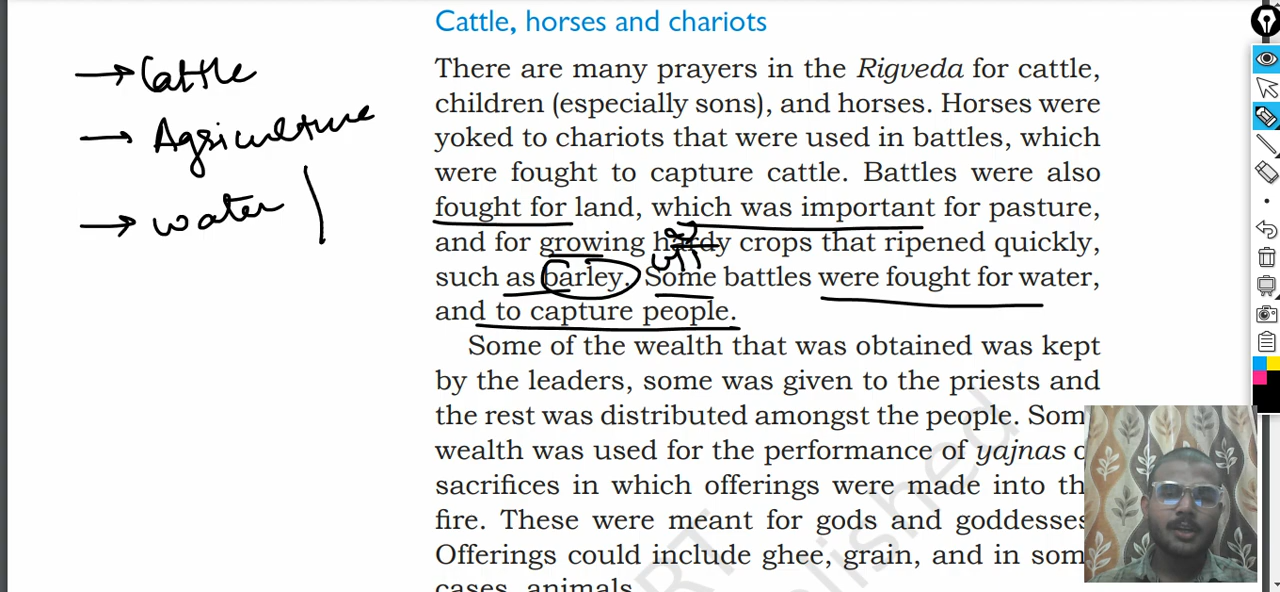 Cattle, horses and chariots
→ Cattle
→ Agriculture
→ water
There are many prayers in the Rigveda for cattle,
children (especially sons), and horses. Horses were
yoked to chariots that were used in battles, which
were fought to capture cattle. Battles were also
fought for land, which was important for pasture,
and for growing hardy crops that ripened quickly,
such as barley. Some battles were fought for water,
and to capture people.
Some of the wealth that was obtained was kept
by the leaders, some was given to the priests and
the rest was distributed amongst the people. Som
wealth was used for the performance of yajnas o
sacrifices in which offerings were made into th
fire. These were meant for gods and goddesses
Offerings could include ghee, grain, and in som
cases, animals.